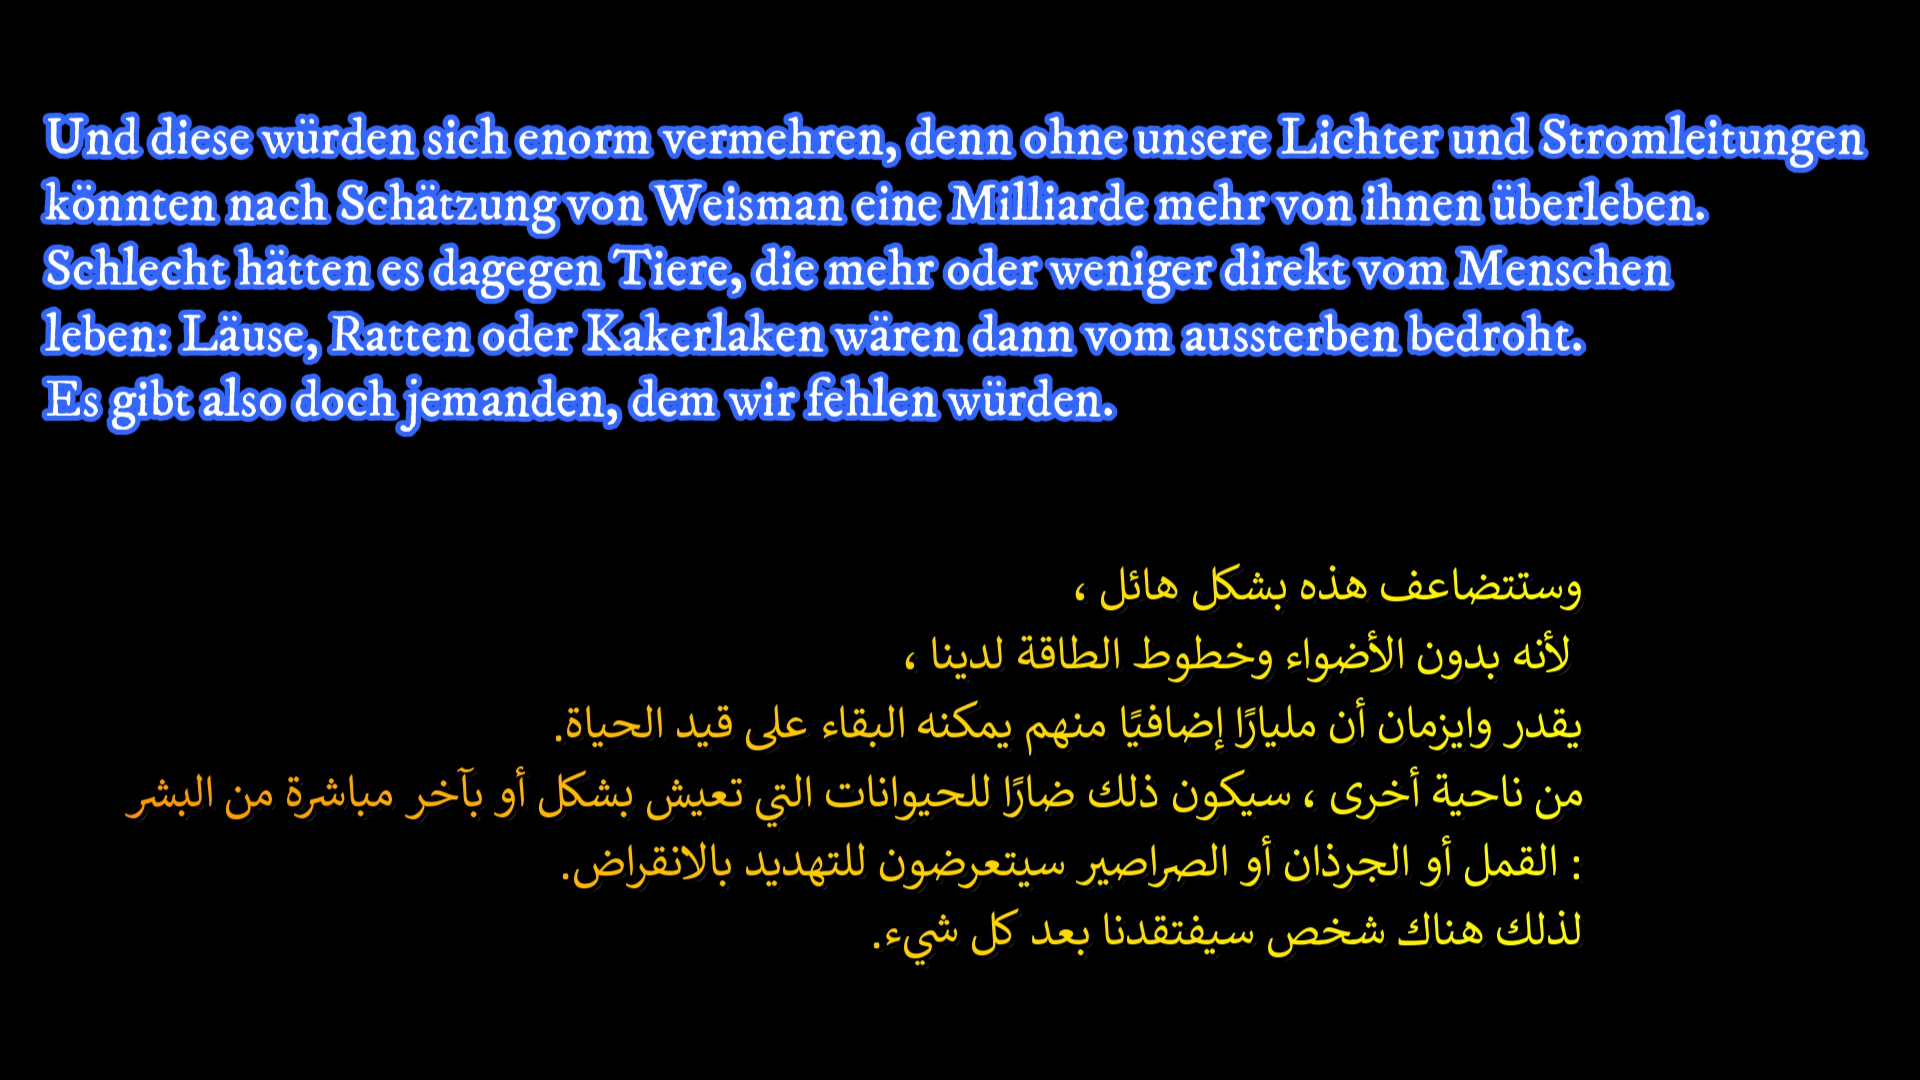 Und diese würden sich enorm vermehren, denn ohne unsere Lichter und Stromleitungen
könnten nach Schätzung von Weisman eine Milliarde mehr von ihnen überleben.
Schlecht hätten es dagegen Tiere, die mehr oder weniger direkt vom Menschen
leben: Läuse, Ratten oder Kakerlaken wären dann vom aussterben bedroht.
Es gibt also doch jemanden, dem wir fehlen würden.
وستتضاعف هذه بشكل هائل ،
لأنه بدون الأضواء وخطوط الطاقة لدينا ،
يقدر وايزمان أن مليارًا إضافيًا منهم يمكنه البقاء على قيد الحياة.
من ناحية أخرى ، سيكون ذلك ضارًا للحيوانات التي تعيش بشكل أو بآخر مباشرة من البشر
: القمل أو الجرذان أو الصراصير سيتعرضون للتهديد بالانقراض.
لذلك هناك شخص سيفتقدنا بعد كل شيء.